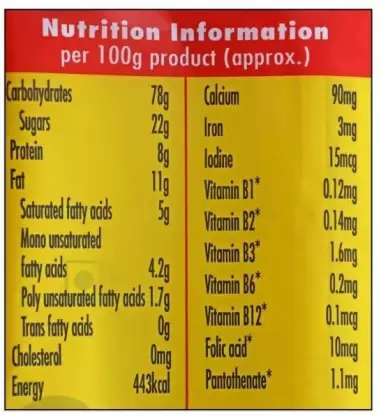 Nutrition Information
per 100g product (approx.)
Carbohydrates 78g
Sugars 22g
Protein 8g
Fat 11g
Saturated fatty acids 5g
Mono unsaturated
fatty acids 4.2g
Poly unsaturated fatty acids 1.7g
Trans fatty acids 0g
Cholesterol 0mg
Energy 443kcal
Calcium 90mg
Iron 3mg
Iodine 15mcg
Vitamin B1* 0.12mg
Vitamin B2* 0.14mg
Vitamin B3* 1.6mg
Vitamin B6* 0.2mg
Vitamin B12* 0.1mcg
Folic acid* 10mcg
Pantothenate* 1.1mg